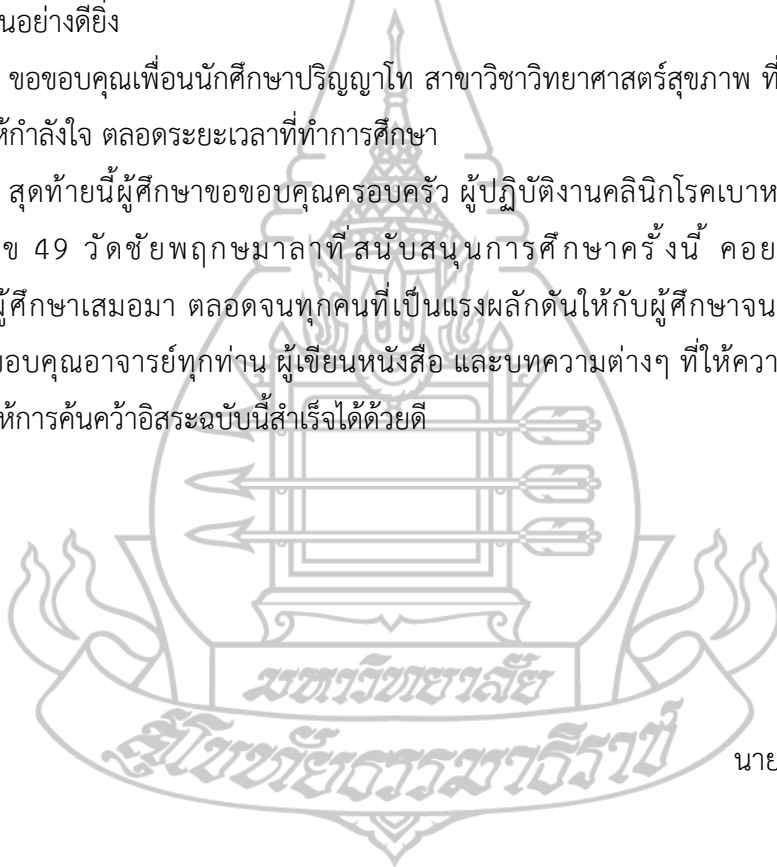 นอย่างดียิ่ง
ขอขอบคุณเพื่อนนักศึกษาปริญญาโท สาขาวิชาวิทยาศาสตร์สุขภาพ ที่
ห้กำลังใจ ตลอดระยะเวลาที่ทำการศึกษา
สุดท้ายนี้ผู้ศึกษาขอขอบคุณครอบครัว ผู้ปฏิบัติงานคลินิกโรคเบาห
ข 49 วัดชัยพฤกษมาลาที่สนับสนุนการศึกษาครั้งนี้ คอย
ผู้ศึกษาเสมอมา ตลอดจนทุกคนที่เป็นแรงผลักดันให้กับผู้ศึกษาจน
อบคุณอาจารย์ทุกท่าน ผู้เขียนหนังสือ และบทความต่างๆ ที่ให้ควา
ห้การค้นคว้าอิสระฉบับนี้สำเร็จได้ด้วยดี
มหาวิทยาลัย
สุโขทัยธรรมาธิราช
นาย